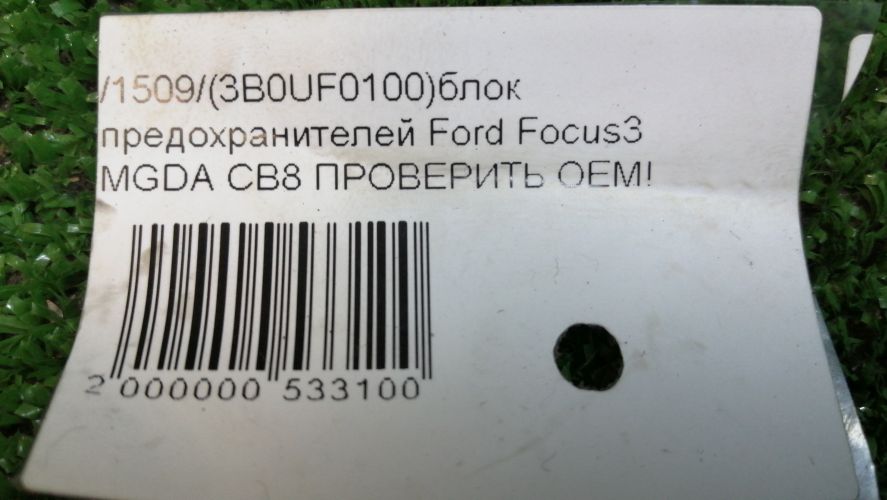 /1509/(3B0UF0100)блок
предохранителей Ford Focus3
MGDA CB8 ПРОВЕРИТЬ OEM!
2 000000 533100